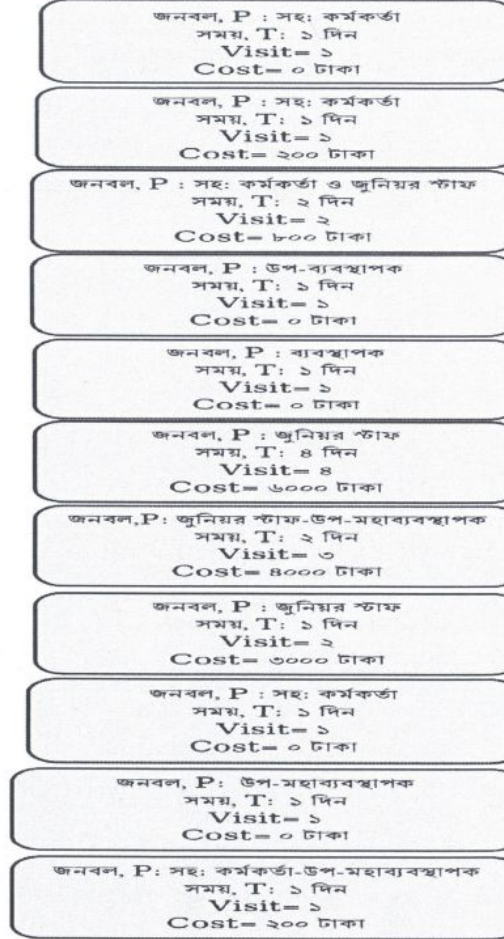 জনবল, P : সহ: কর্মকর্তা
সময়, T: ১ দিন
Visit= ১
Cost= ০ টাকা
জনবল, P : সহ: কর্মকর্তা
সময়, T: ১ দিন
Visit= ১
Cost= ২০০ টাকা
জনবল, P : সহ: কর্মকর্তা ও জুনিয়র স্টাফ
সময়, T: ২ দিন
Visit= ২
Cost= ৮০০ টাকা
জনবল, P : উপ-ব্যবস্থাপক
সময়, T: ১ দিন
Visit= ১
Cost= ০ টাকা
জনবল, P : ব্যবস্থাপক
সময়, T: ১ দিন
Visit= ১
Cost= ০ টাকা
জনবল, P : জুনিয়র স্টাফ
সময়, T: ৪ দিন
Visit= ৪
Cost= ৬০০০ টাকা
জনবল,P: জুনিয়র স্টাফ-উপ-মহাব্যবস্থাপক
সময়, T: ২ দিন
Visit= ৩
Cost= ৪০০০ টাকা
জনবল, P : জুনিয়র স্টাফ
সময়, T: ১ দিন
Visit= ২
Cost= ৩০০০ টাকা
জনবল, P : সহ: কর্মকর্তা
সময়, T: ১ দিন
Visit= ১
Cost= ০ টাকা
জনবল, P: উপ-মহাব্যবস্থাপক
সময়, T: ১ দিন
Visit= ১
Cost= ০ টাকা
জনবল, P: সহ: কর্মকর্তা-উপ-মহাব্যবস্থাপক
সময়, T: ১ দিন
Visit= ১
Cost= ২০০ টাকা